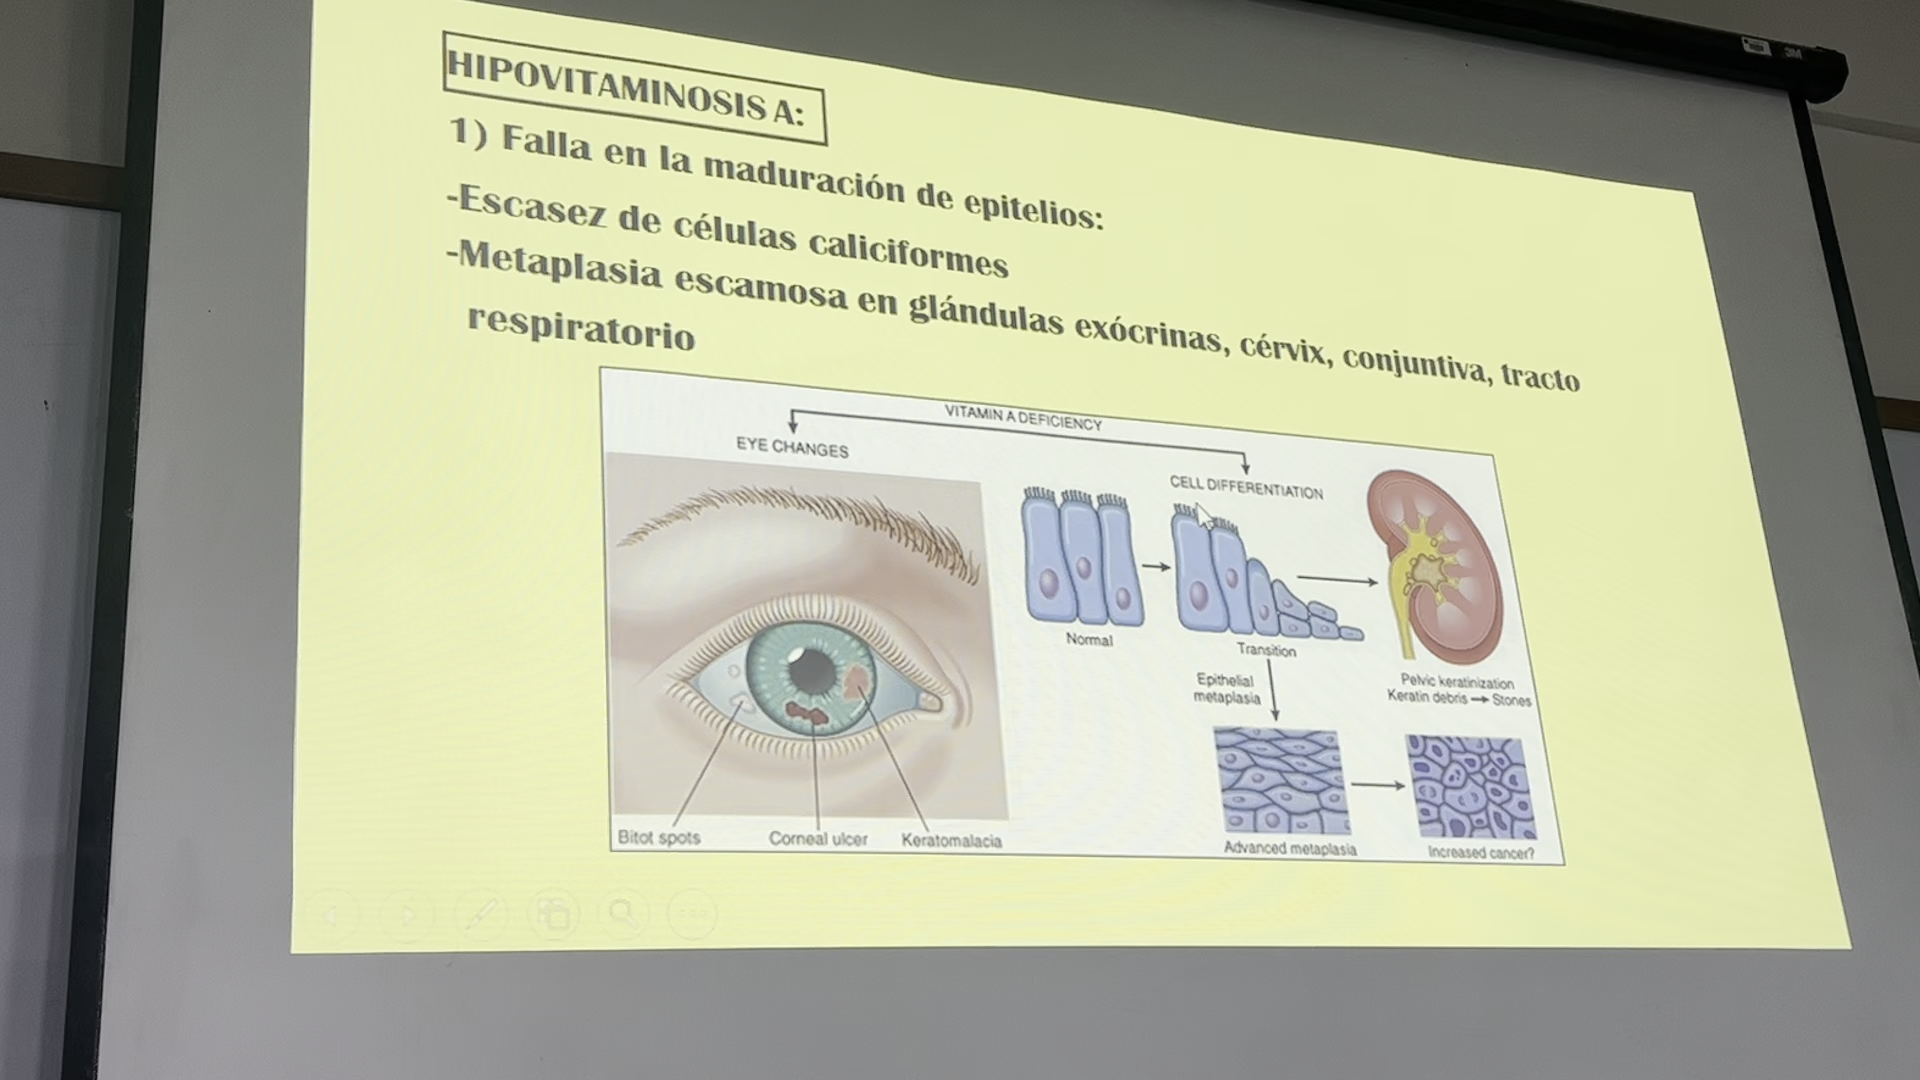 3M
HIPOVITAMINOSIS A:
1) Falla en la maduración de epitelios:
-Escasez de células caliciformes
-Metaplasia escamosa en glándulas exócrinas, cérvix, conjuntiva, tracto
respiratorio
VITAMIN A DEFICIENCY
EYE CHANGES
CELL DIFFERENTIATION
Normal
Transition
Epithelial
metaplasia
Pelvic keratinization
Keratin debris → Stones
Bitot spots
Corneal ulcer
Keratomalacia
Advanced metaplasia
Increased cancer?